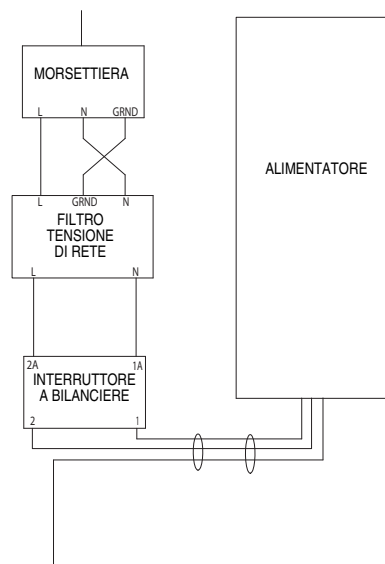 MORSETTIERA
L N GRND
ALIMENTATORE
L GRND N
FILTRO
TENSIONE
DI RETE
L N
2A 1A
INTERRUTTORE
A BILANCIERE
2 1